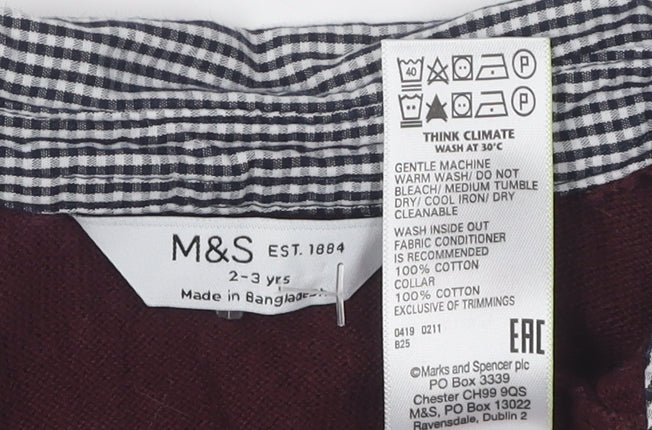 M&S EST. 1884
2-3 yrs
Made in
40
P
P
THINK CLIMATE
WASH AT 30°C
GENTLE MACHINE
WARM WASH/ DO NOT
BLEACH/ MEDIUM TUMBLE
DRY/ COOL IRON/ DRY
CLEANABLE
WASH INSIDE OUT
FABRIC CONDITIONER
IS RECOMMENDED
100% COTTON
COLLAR
100% COTTON
EXCLUSIVE OF TRIMMINGS
0419 0211
B25
EAC
©Marks and Spencer plc
PO Box 3339
Chester CH99 9QS
M&S, PO Box 13022
Ravensdale, Dublin 2